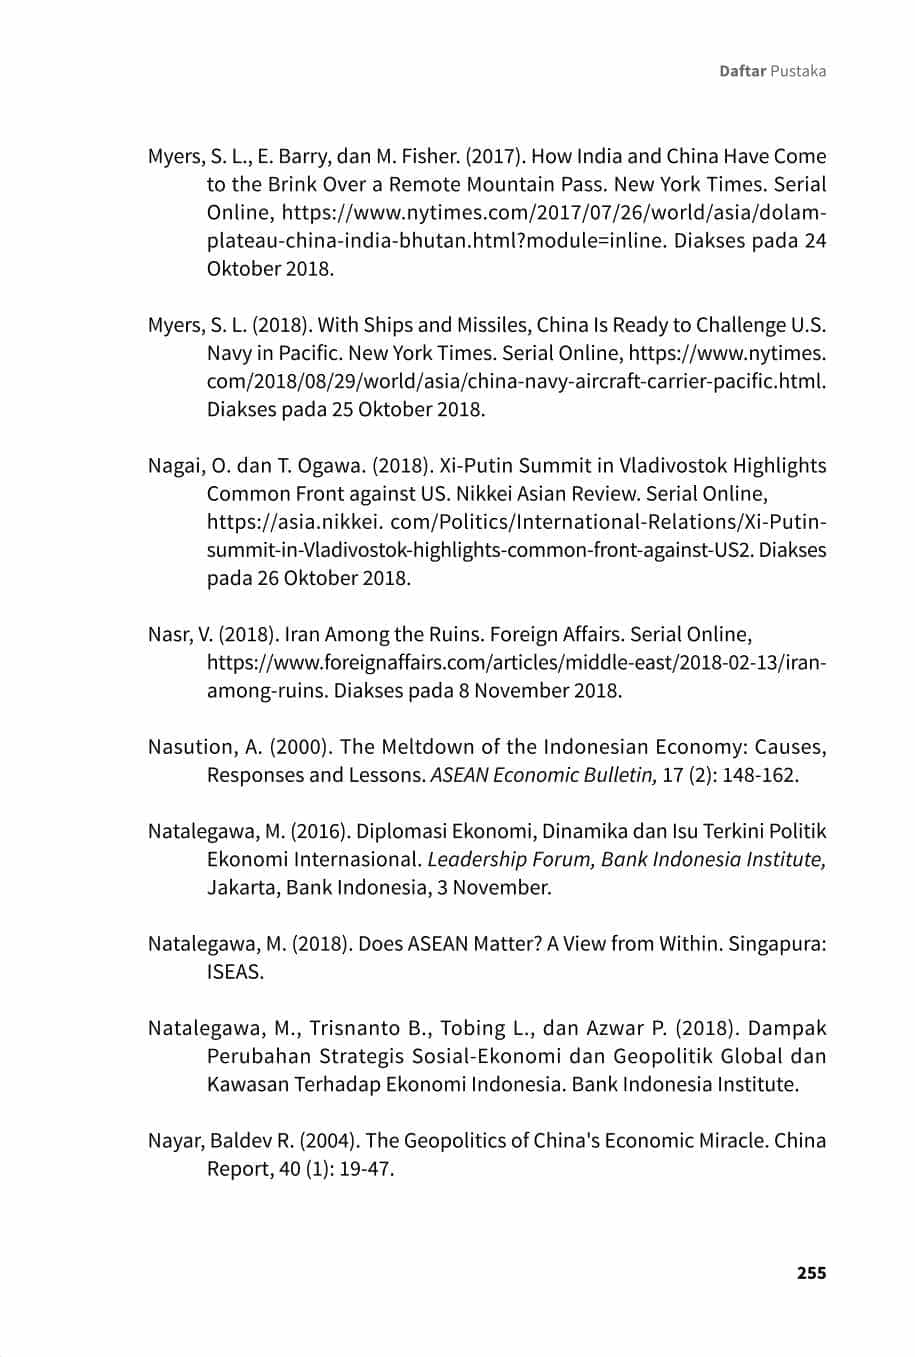 Daftar Pustaka
Myers, S. L., E. Barry, dan M. Fisher. (2017). How India and China Have Come
to the Brink Over a Remote Mountain Pass. New York Times. Serial
Online, https://www.nytimes.com/2017/07/26/world/asia/dolam-
plateau-china-india-bhutan.html?module=inline. Diakses pada 24
Oktober 2018.
Myers, S. L. (2018). With Ships and Missiles, China Is Ready to Challenge U.S.
Navy in Pacific. New York Times. Serial Online, https://www.nytimes.
com/2018/08/29/world/asia/china-navy-aircraft-carrier-pacific.html.
Diakses pada 25 Oktober 2018.
Nagai, O. dan T. Ogawa. (2018). Xi-Putin Summit in Vladivostok Highlights
Common Front against US. Nikkei Asian Review. Serial Online,
https://asia.nikkei. com/Politics/International-Relations/Xi-Putin-
summit-in-Vladivostok-highlights-common-front-against-US2. Diakses
pada 26 Oktober 2018.
Nasr, V. (2018). Iran Among the Ruins. Foreign Affairs. Serial Online,
https://www.foreignaffairs.com/articles/middle-east/2018-02-13/iran-
among-ruins. Diakses pada 8 November 2018.
Nasution, A. (2000). The Meltdown of the Indonesian Economy: Causes,
Responses and Lessons. ASEAN Economic Bulletin, 17 (2): 148-162.
Natalegawa, M. (2016). Diplomasi Ekonomi, Dinamika dan Isu Terkini Politik
Ekonomi Internasional. Leadership Forum, Bank Indonesia Institute,
Jakarta, Bank Indonesia, 3 November.
Natalegawa, M. (2018). Does ASEAN Matter? A View from Within. Singapura:
ISEAS.
Natalegawa, M., Trisnanto B., Tobing L., dan Azwar P. (2018). Dampak
Perubahan Strategis Sosial-Ekonomi dan Geopolitik Global dan
Kawasan Terhadap Ekonomi Indonesia. Bank Indonesia Institute.
Nayar, Baldev R. (2004). The Geopolitics of China's Economic Miracle. China
Report, 40 (1): 19-47.
255